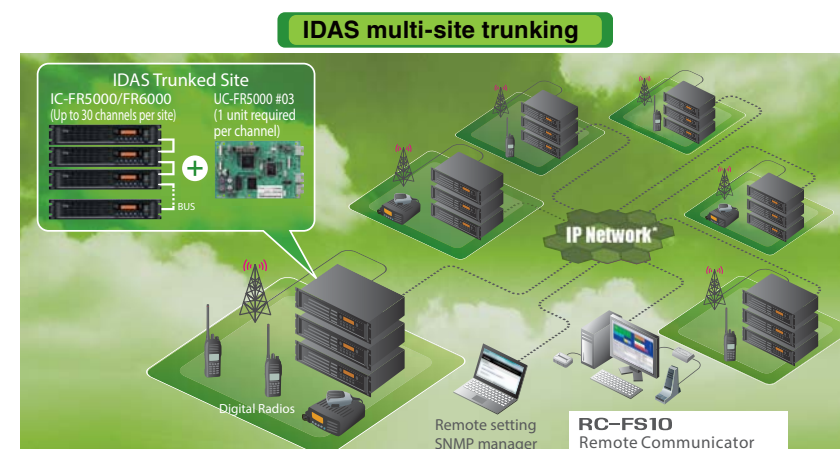 IDAS multi-site trunking
IDAS Trunked Site
IC-FR5000/FR6000
(Up to 30 channels per site)
UC-FR5000 #03
(1 unit required
per channel)
+
BUS
IP Network*
Digital Radios
Remote setting
SNMP manager
RC-FS10
Remote Communicator